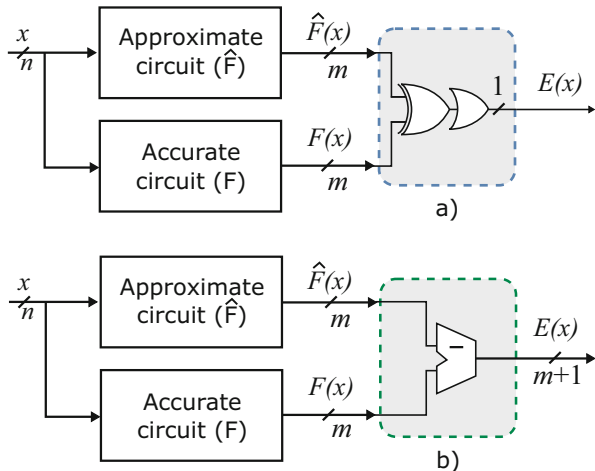 x
n
Approximate
circuit (F̂)
F̂(x)
m
Accurate
circuit (F)
F(x)
m
1
E(x)
a)
x
n
Approximate
circuit (F̂)
F̂(x)
m
Accurate
circuit (F)
F(x)
m
−
E(x)
m+1
b)